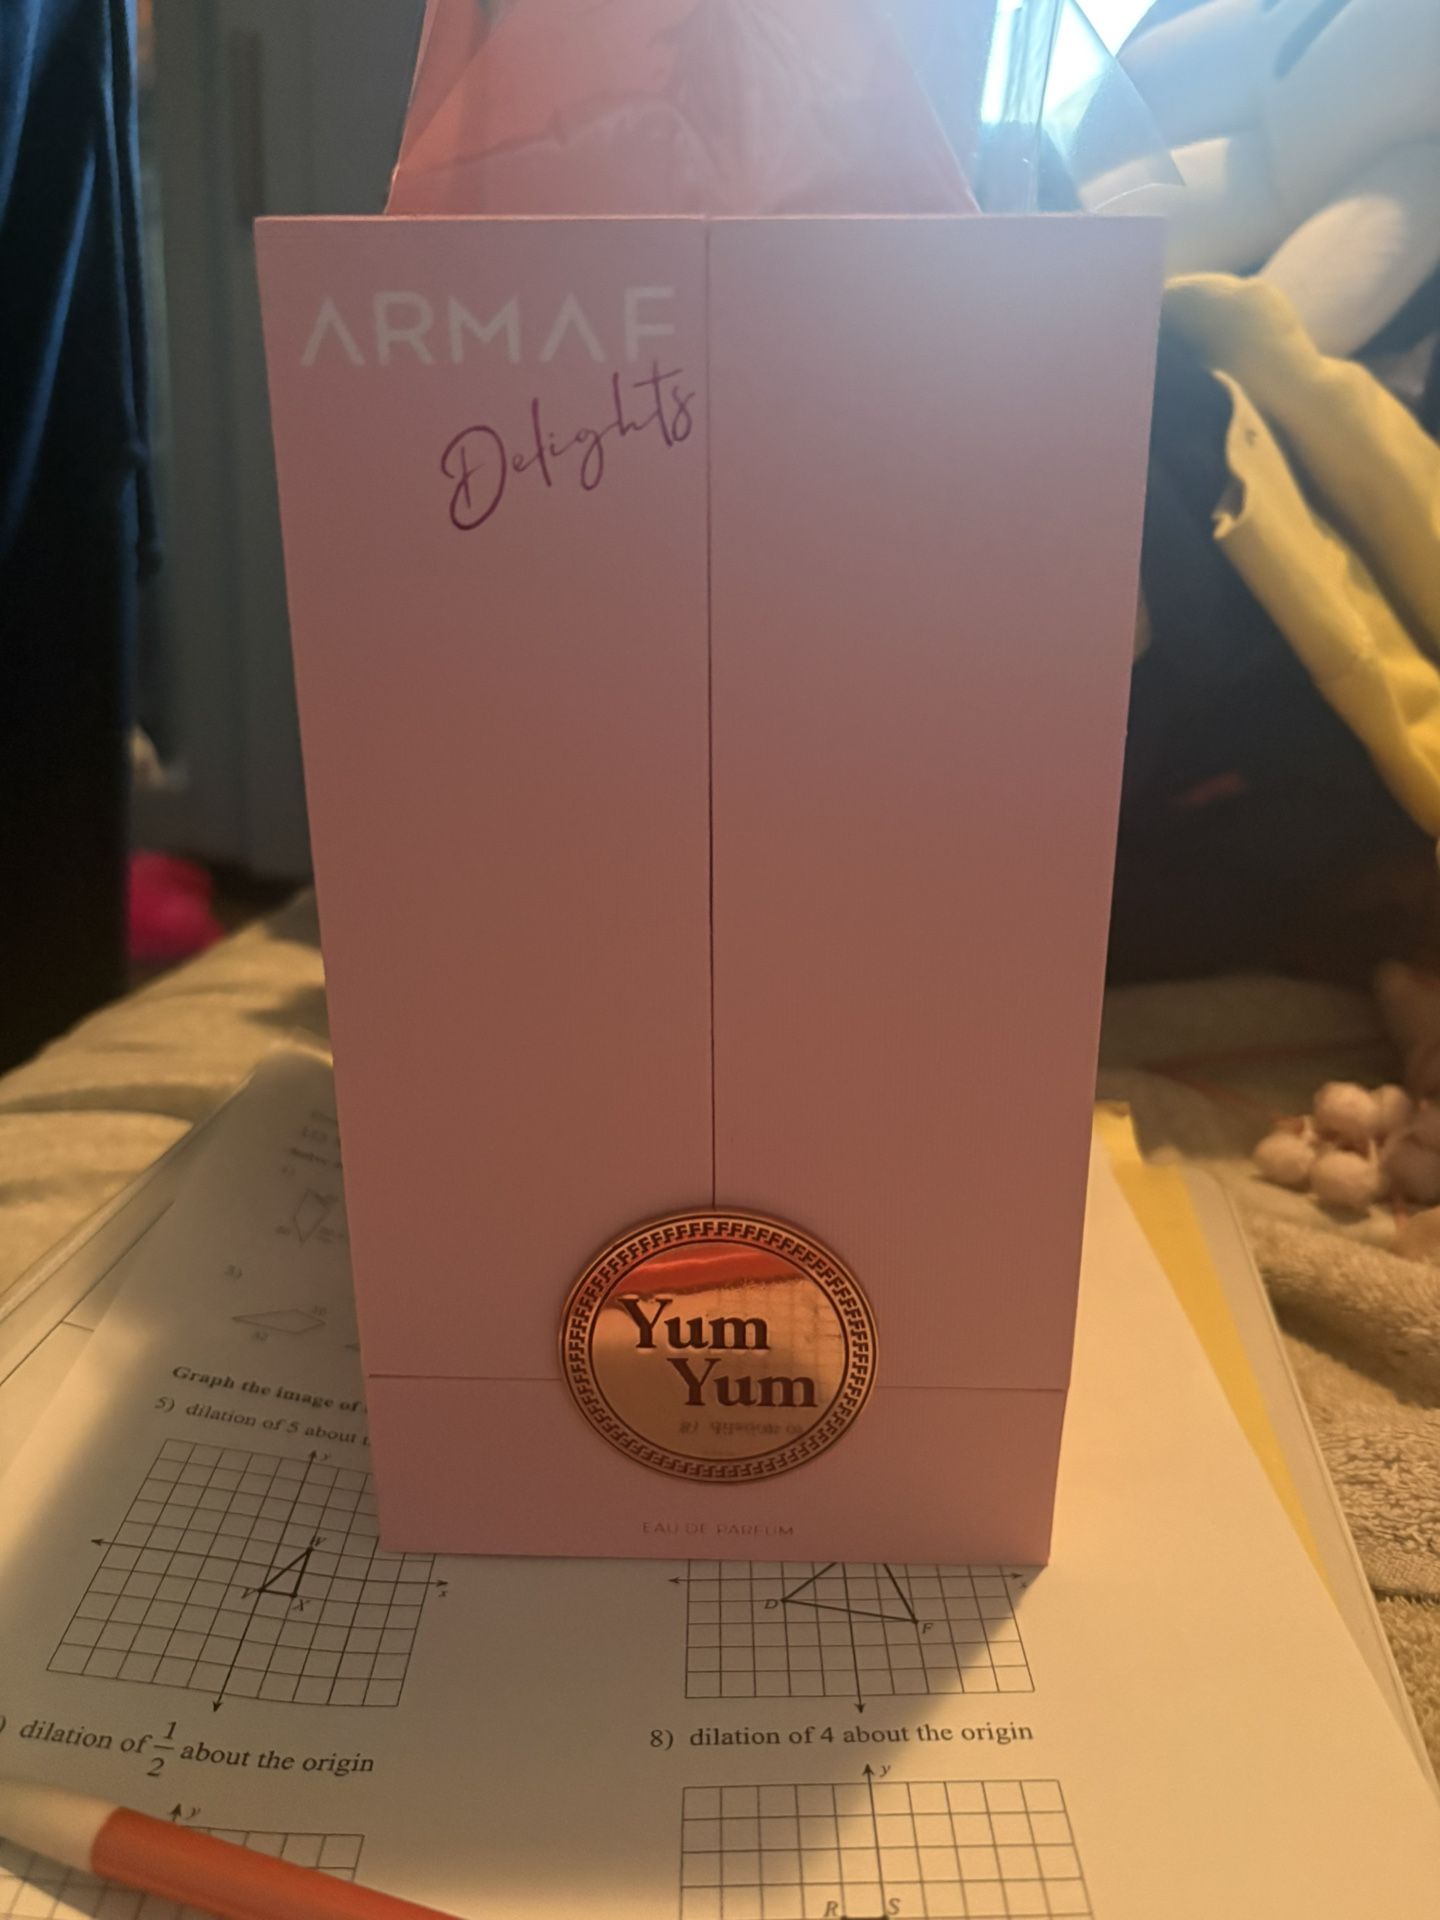 ARMAF
Delights
Yum
Yum
EAU DE PARFUM
Graph the image of
5) dilation of 5 about t
y
W
V
X
x
D
F
x
) dilation of 1/2 about the origin
8) dilation of 4 about the origin
y
y
R
S